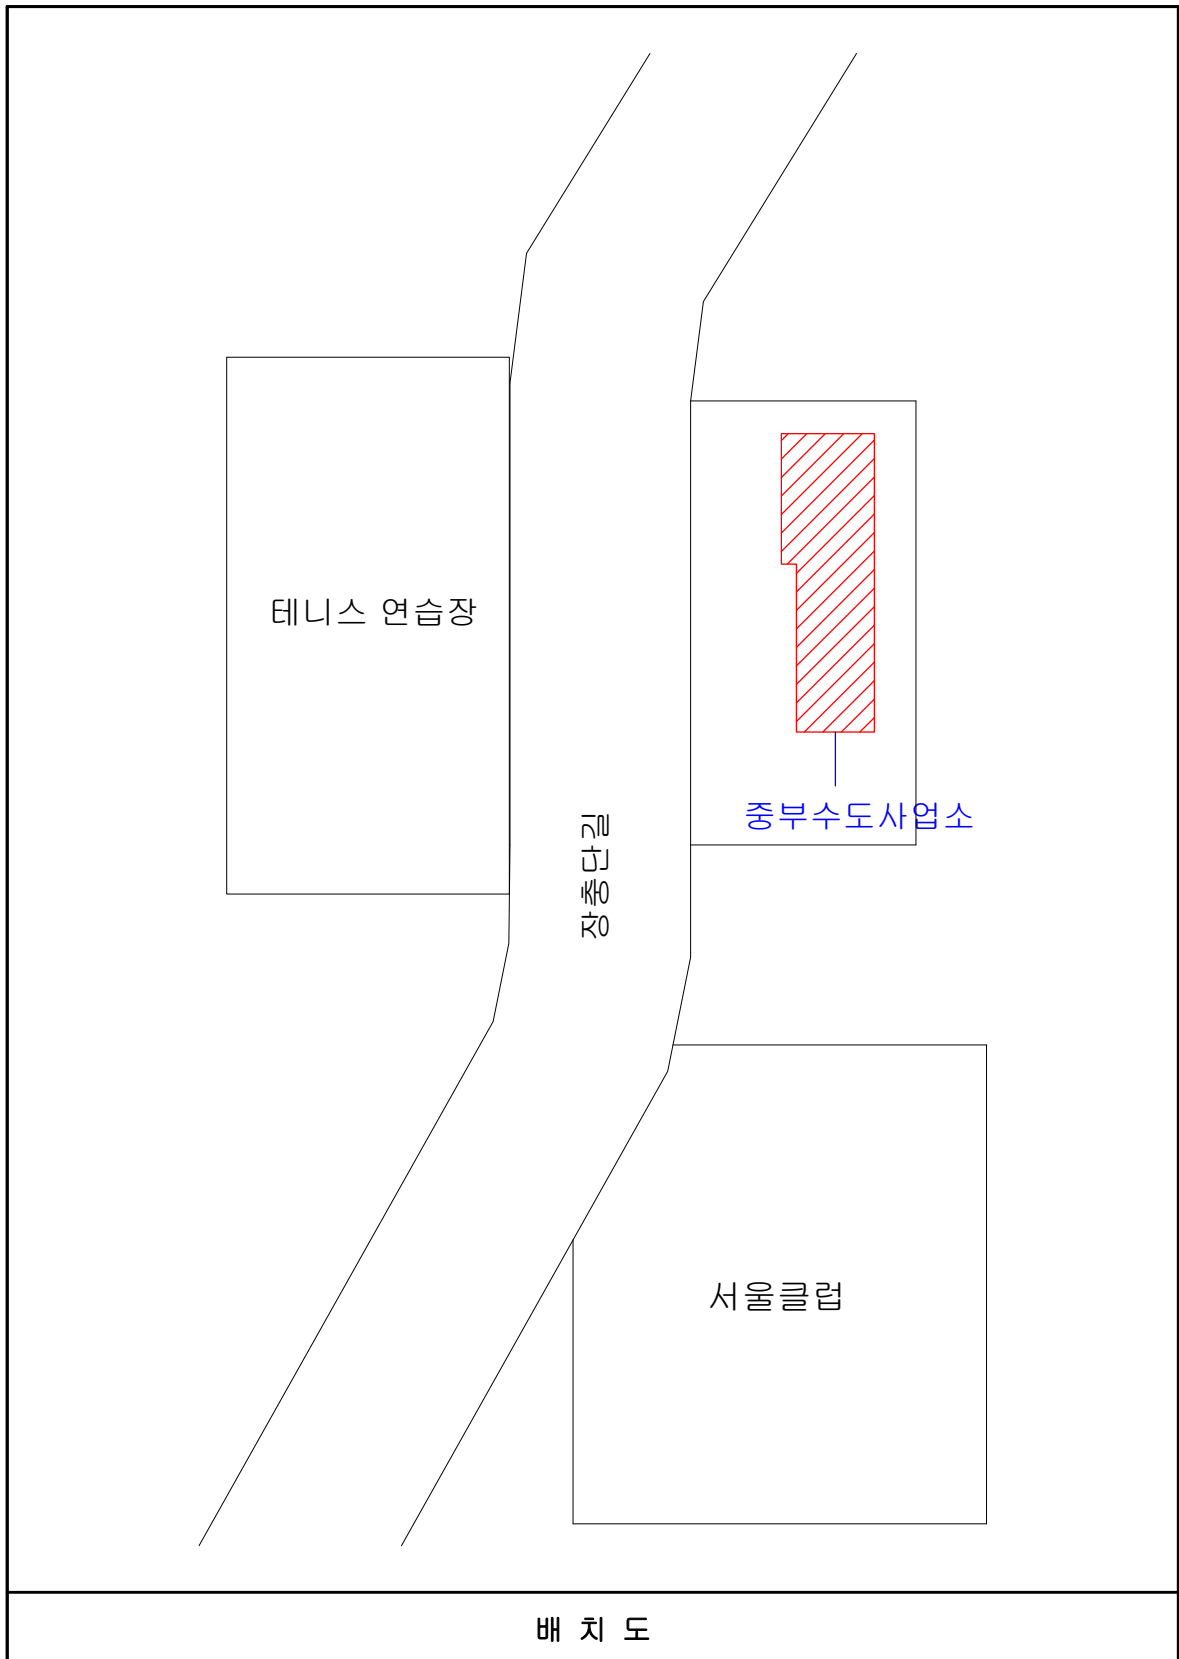 테니스 연습장
중부수도사업소
장충단길
서울클럽
배 치 도